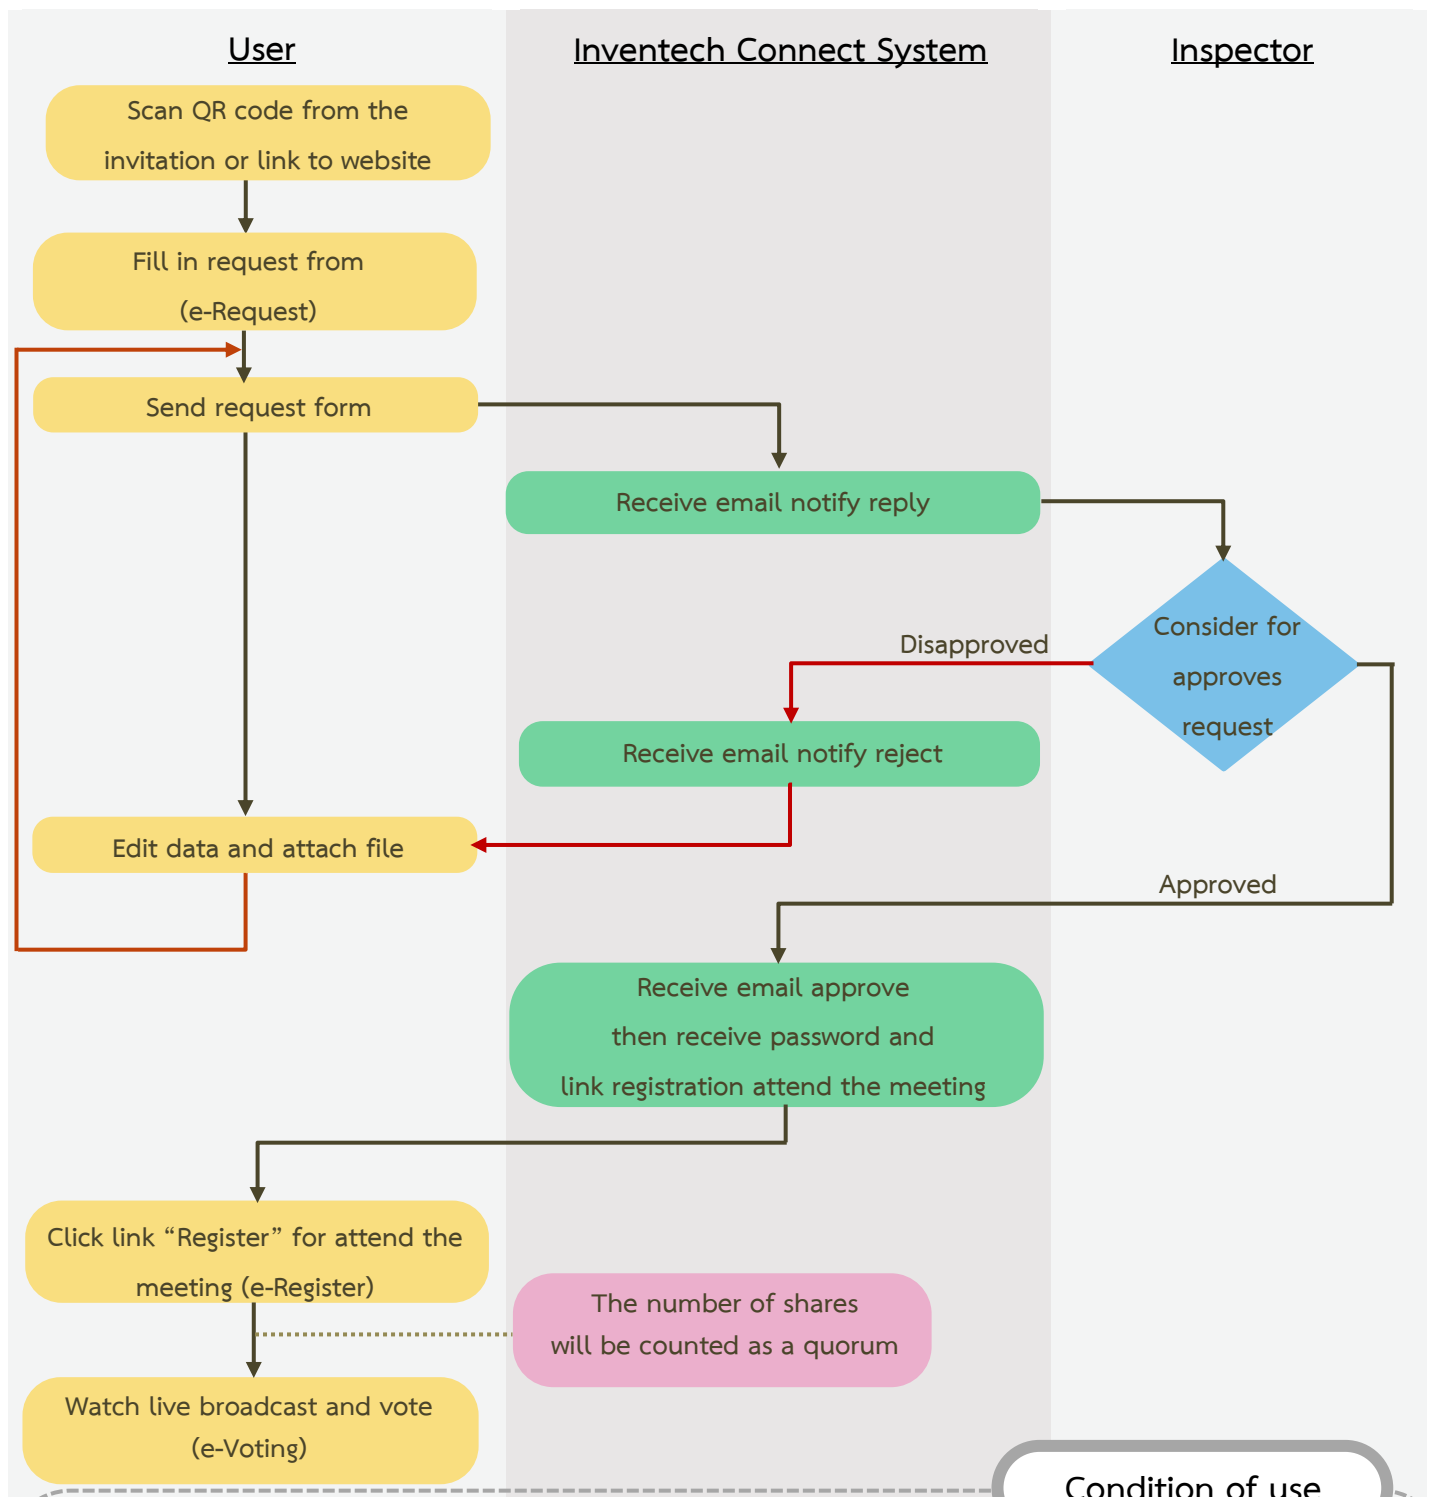 User
Inventech Connect System
Inspector
Scan QR code from the
invitation or link to website
Fill in request from
(e-Request)
Send request form
Receive email notify reply
Consider for
approves
request
Disapproved
Receive email notify reject
Edit data and attach file
Approved
Receive email approve
then receive password and
link registration attend the meeting
Click link “Register” for attend the
meeting (e-Register)
The number of shares
will be counted as a quorum
Watch live broadcast and vote
(e-Voting)
Condition of use